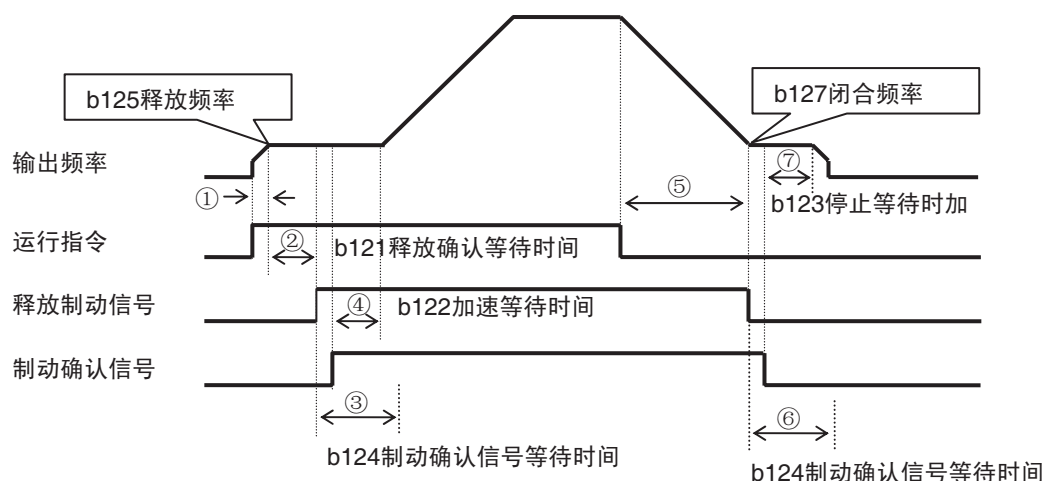 b125释放频率
b127闭合频率
输出频率
①
⑤
⑦
b123停止等待时加
运行指令
②
b121释放确认等待时间
释放制动信号
④
b122加速等待时间
制动确认信号
③
⑥
b124制动确认信号等待时间
b124制动确认信号等待时间